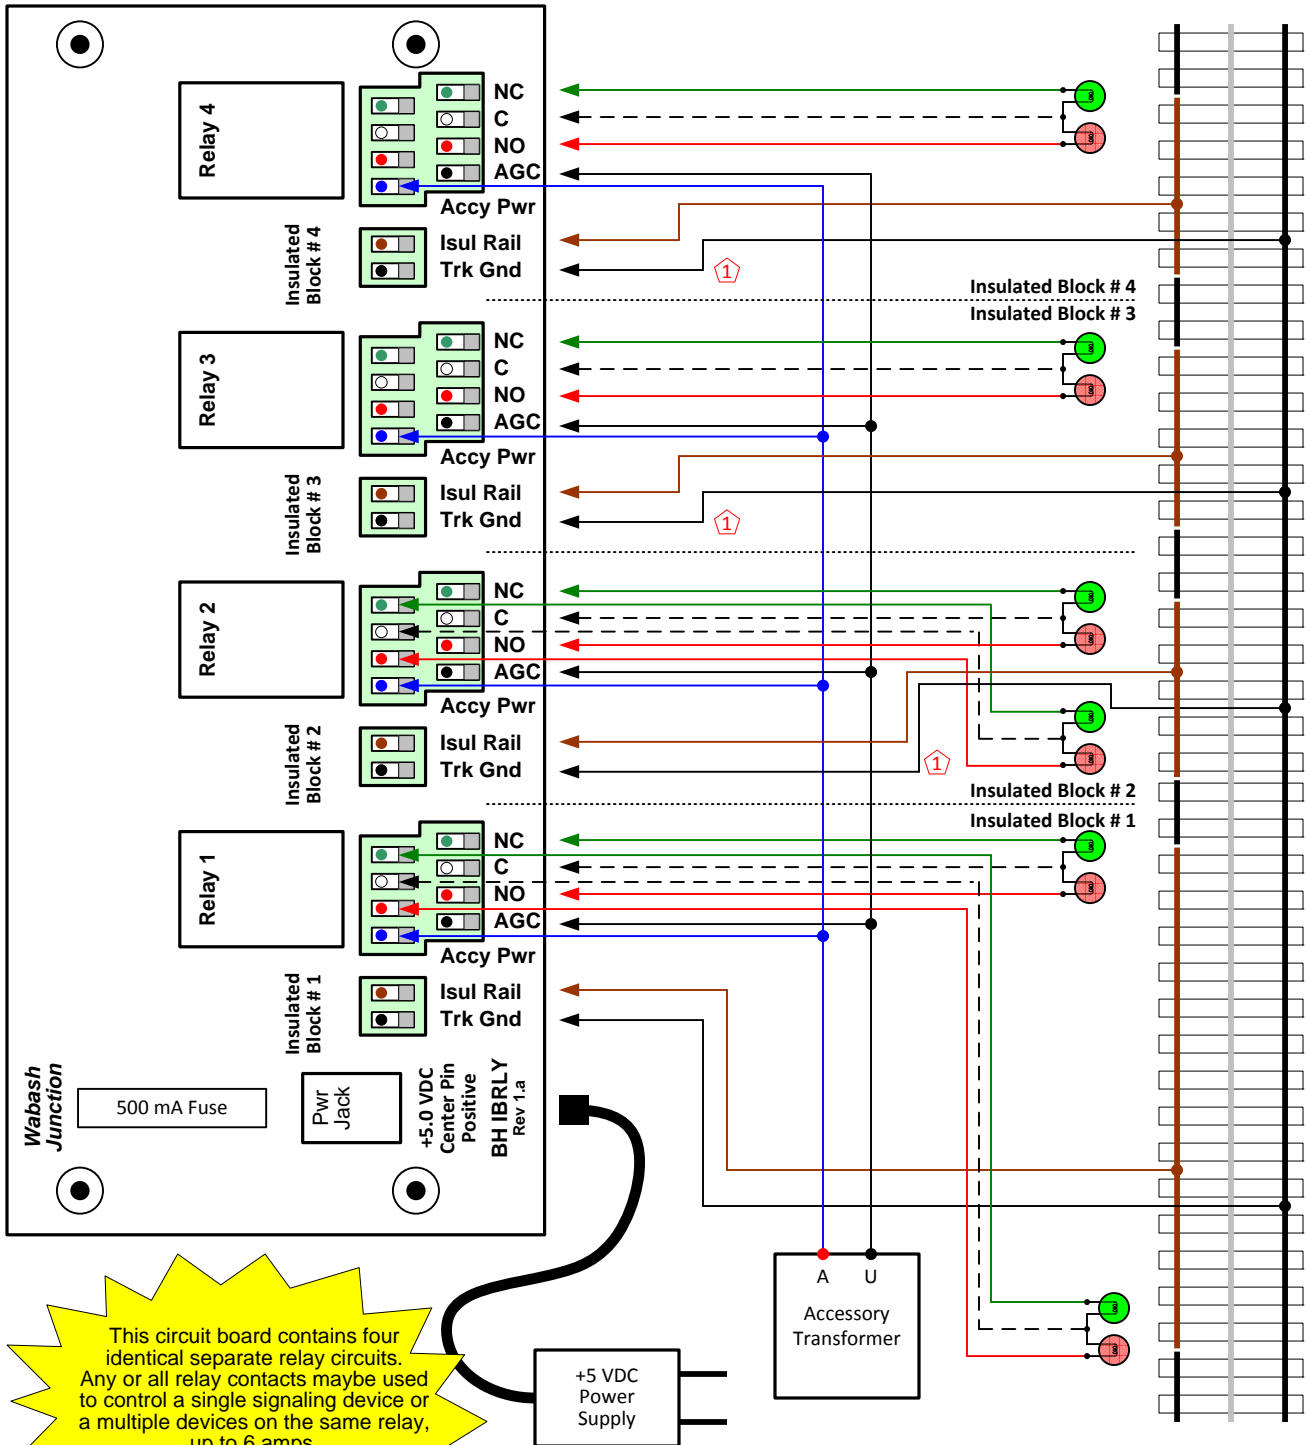 Relay 4
NC
C
NO
AGC
Accy Pwr
Insulated
Block # 4
Isul Rail
Trk Gnd
1
Insulated Block # 4
Insulated Block # 3
Relay 3
NC
C
NO
AGC
Accy Pwr
Insulated
Block # 3
Isul Rail
Trk Gnd
1
Relay 2
NC
C
NO
AGC
Accy Pwr
Insulated
Block # 2
Isul Rail
Trk Gnd
1
Insulated Block # 2
Insulated Block # 1
Relay 1
NC
C
NO
AGC
Accy Pwr
Insulated
Block # 1
Isul Rail
Trk Gnd
Wabash
Junction
500 mA Fuse
Pwr
Jack
+5.0 VDC
Center Pin
Positive
BH IBRLY
Rev 1.a
A U
Accessory
Transformer
+5 VDC
Power
Supply
This circuit board contains four
identical separate relay circuits.
Any or all relay contacts maybe used
to control a single signaling device or
a multiple devices on the same relay,
up to 6 amps